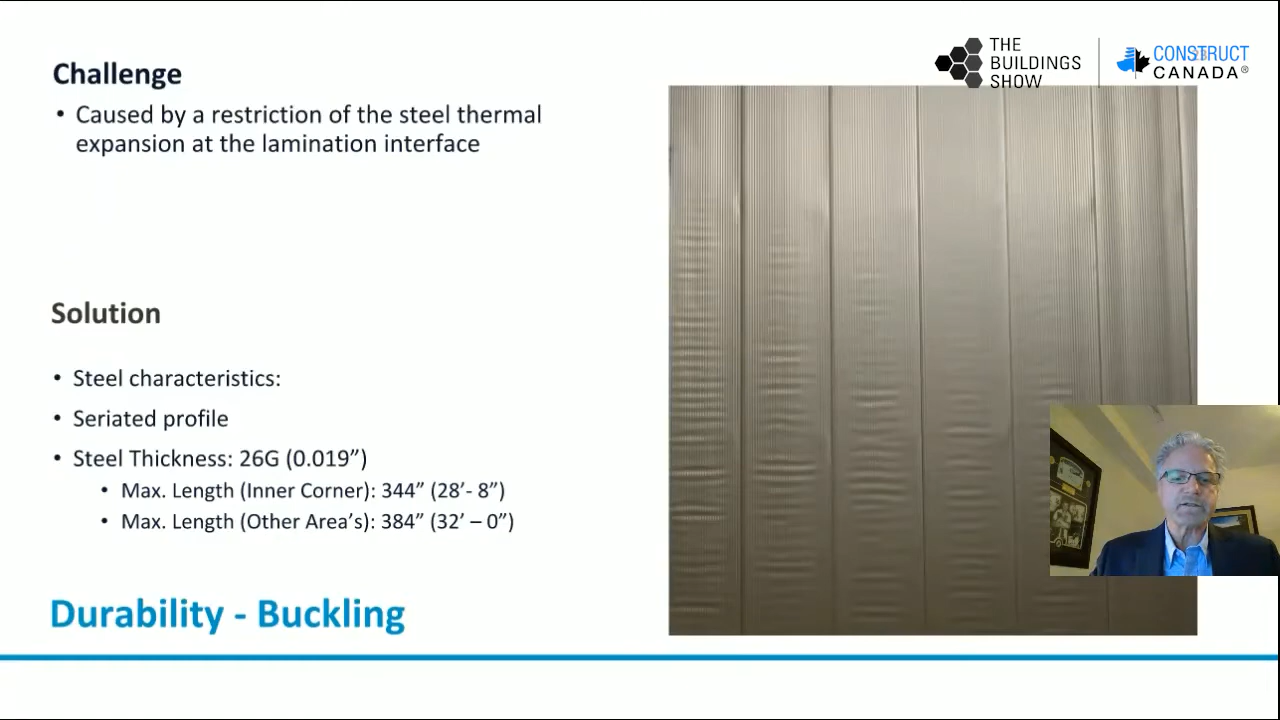 Challenge
• Caused by a restriction of the steel thermal
expansion at the lamination interface
Solution
• Steel characteristics:
• Seriated profile
• Steel Thickness: 26G (0.019”)
• Max. Length (Inner Corner): 344” (28’- 8”)
• Max. Length (Other Area’s): 384” (32’ – 0”)
Durability - Buckling
THE
BUILDINGS
SHOW
CONSTRUCT
CANADA®